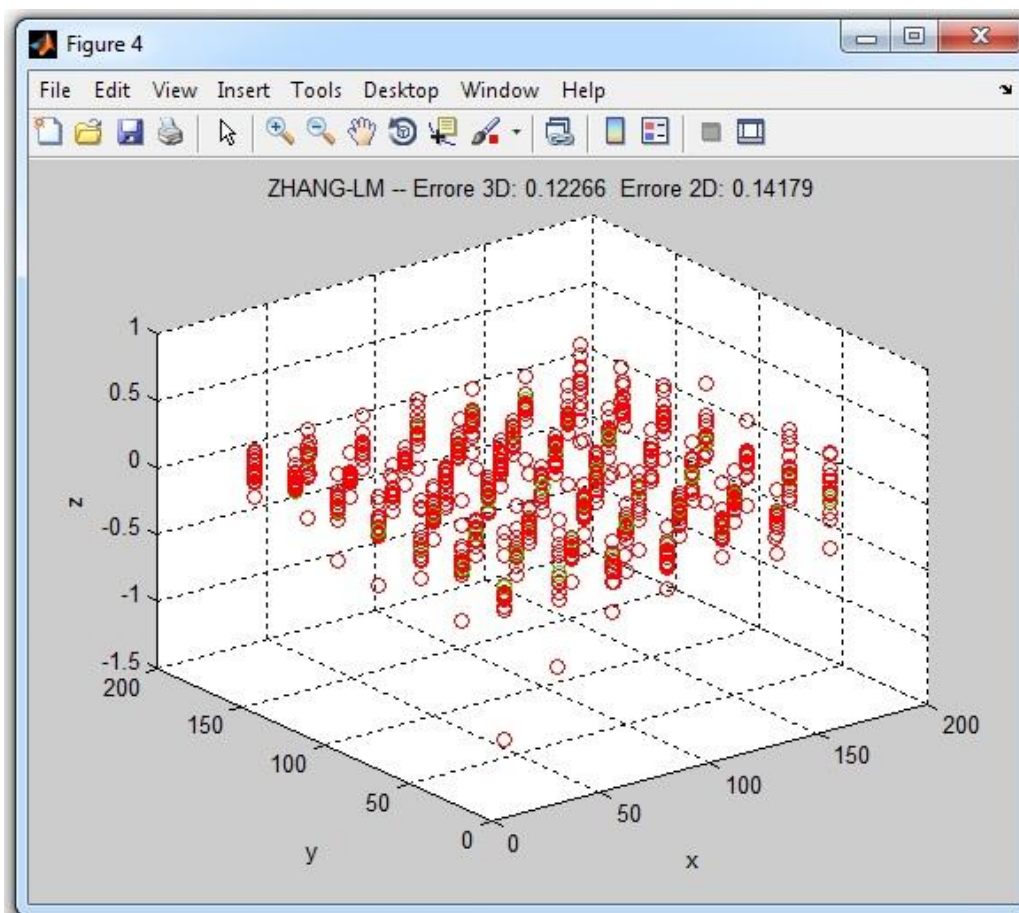 Figure 4
File Edit View Insert Tools Desktop Window Help
ZHANG-LM -- Errore 3D: 0.12266 Errore 2D: 0.14179
1
0.5
0
-0.5
-1
-1.5
z
200
150
100
50
0
y
0
50
100
150
200
x